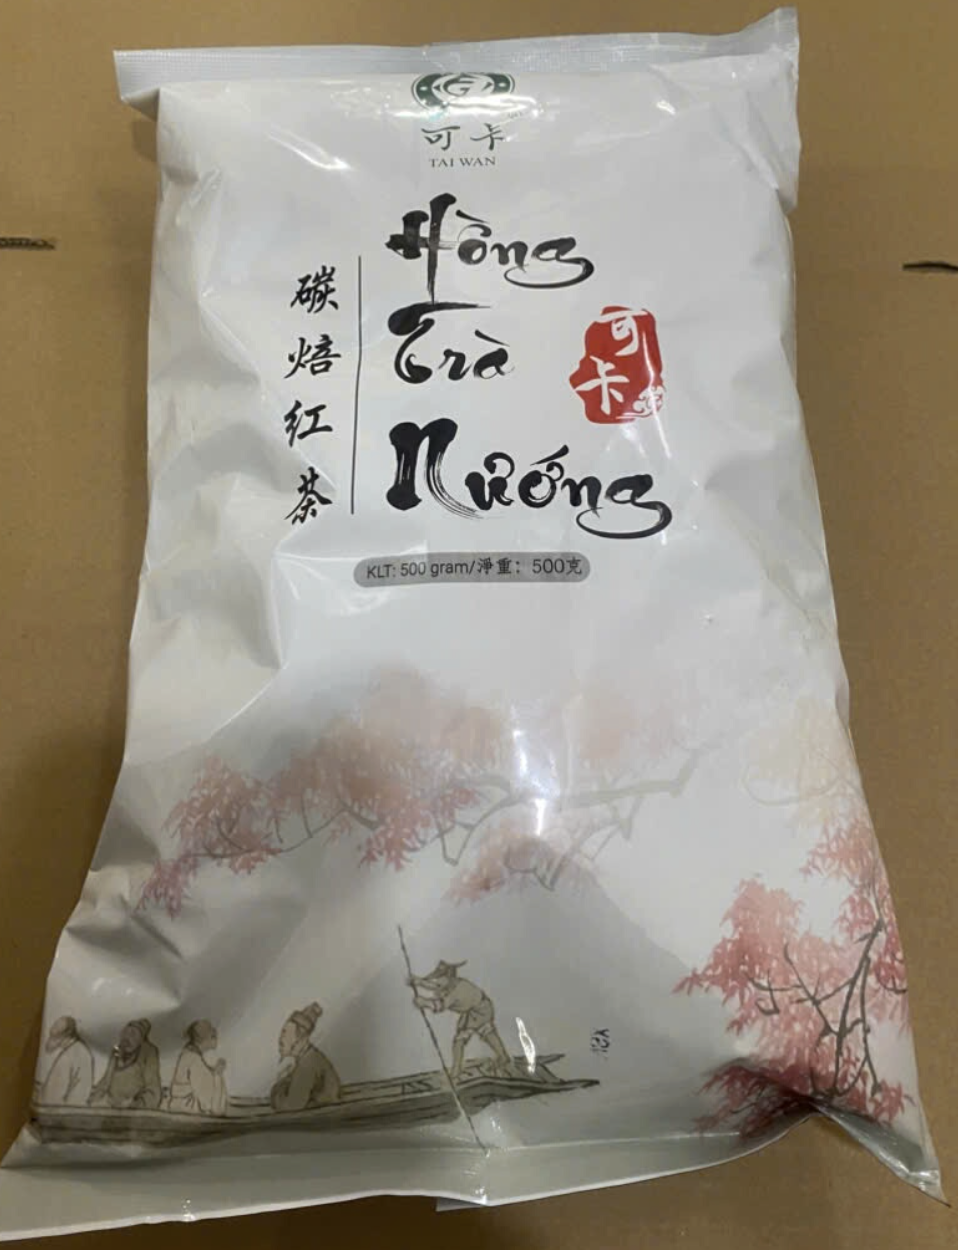 可卡
TAI WAN
Hồng
Trà
Nướng
碳焙红茶
可卡
KLT: 500 gram/淨重：500克